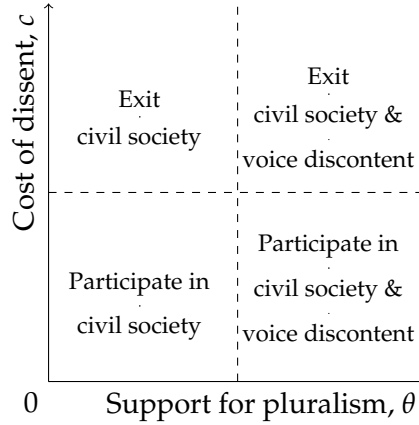 Cost of dissent, c
Exit
civil society
Exit
civil society &
voice discontent
Participate in
civil society
Participate in
civil society &
voice discontent
0
Support for pluralism, θ